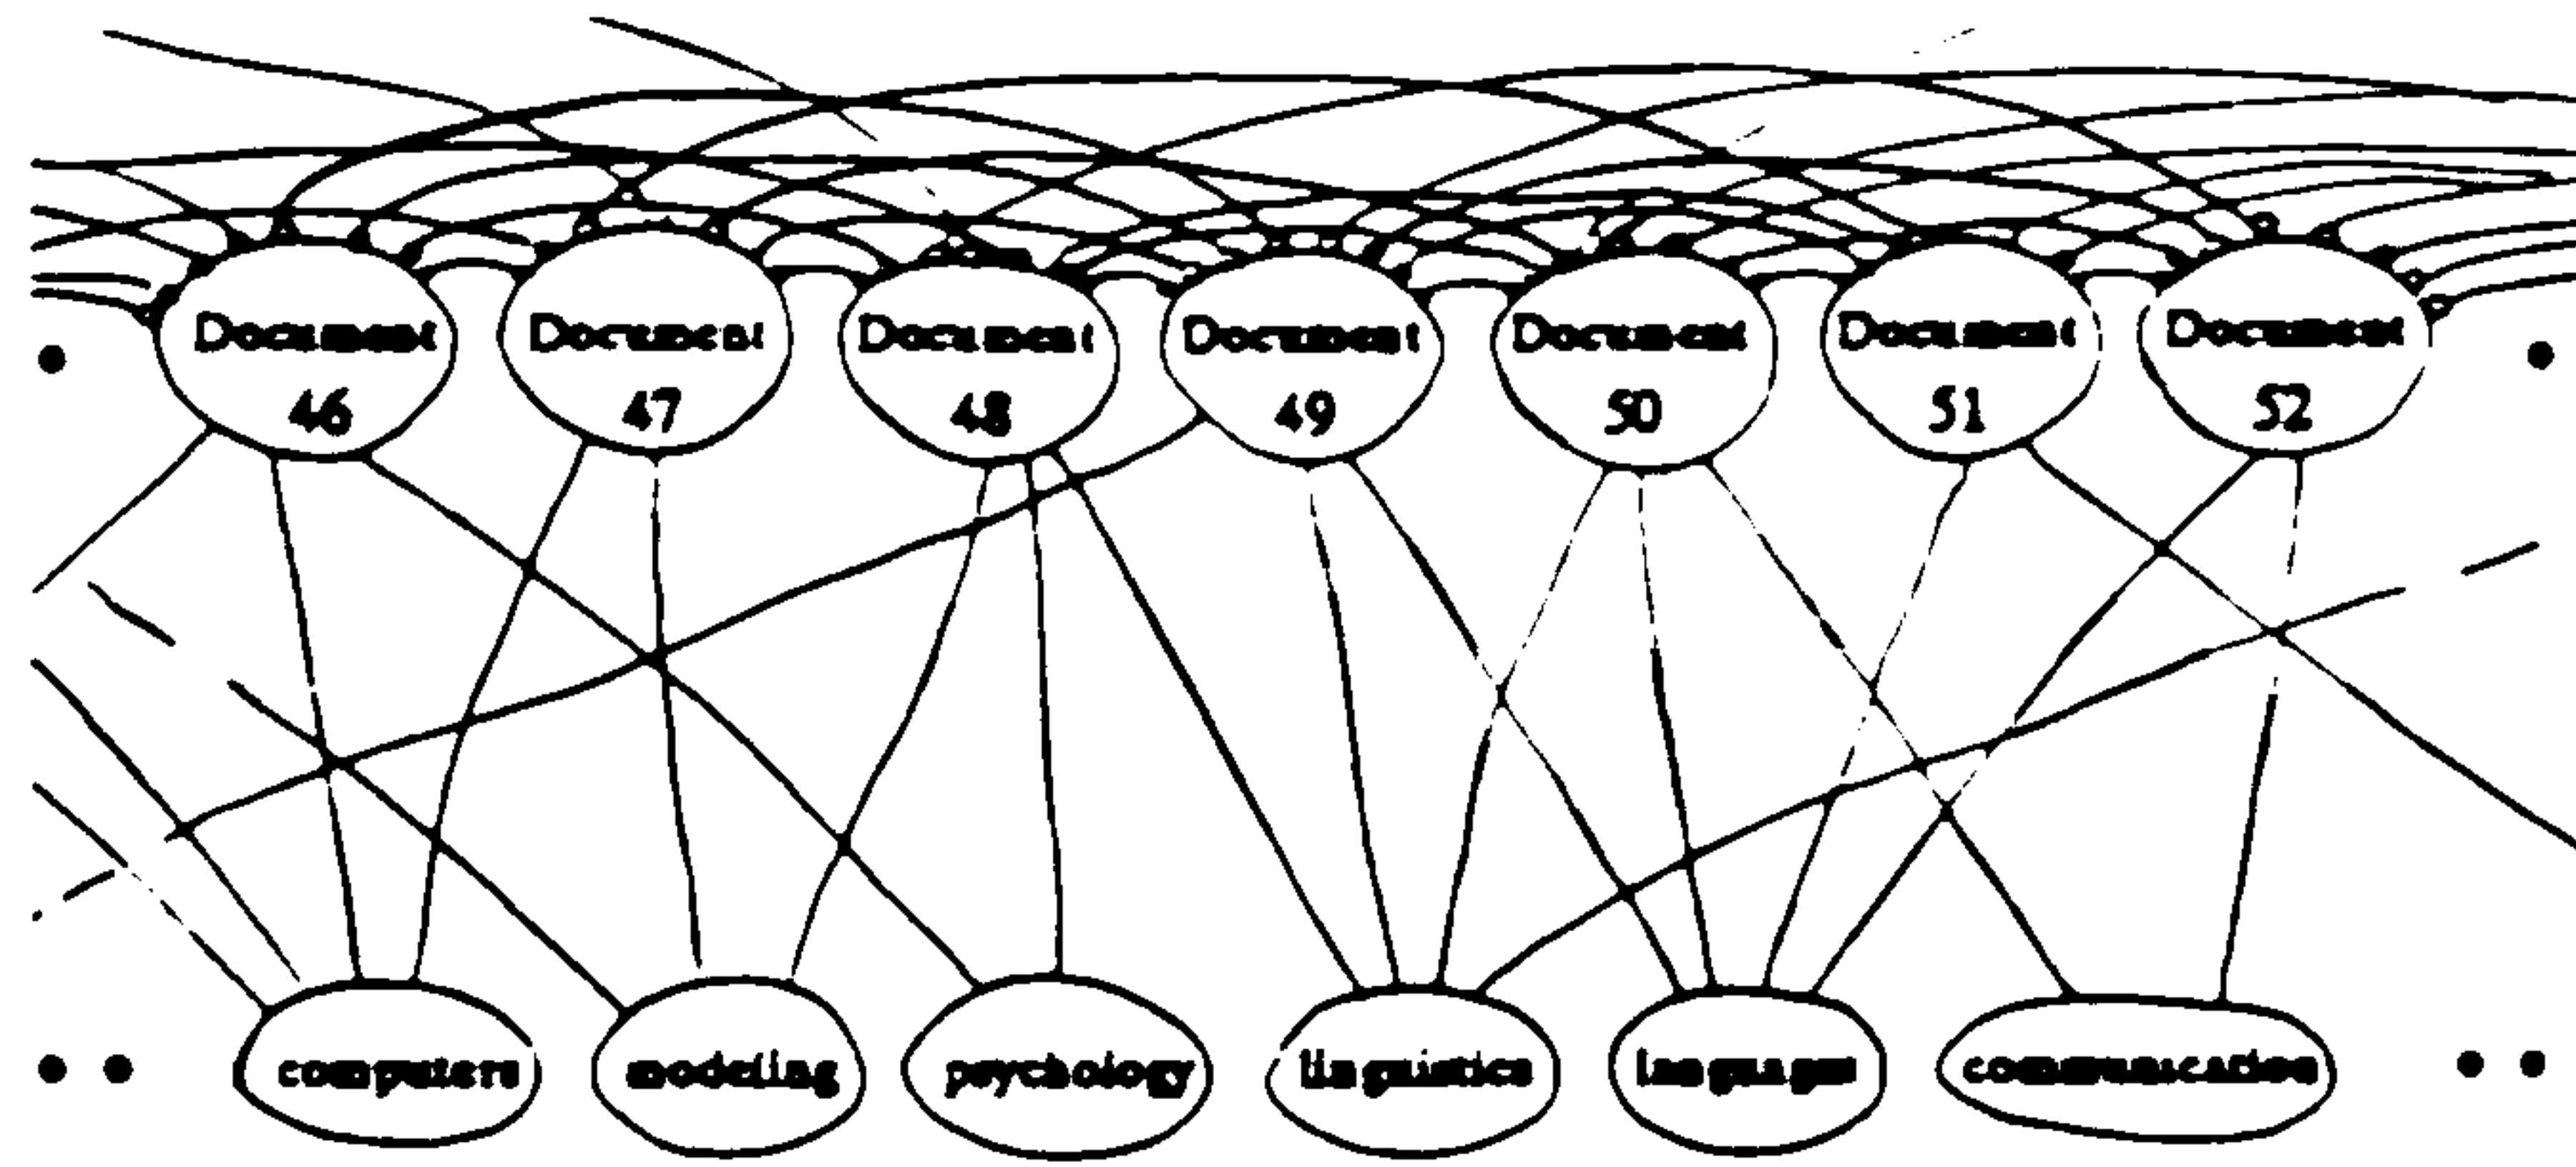 Document
46
Document
47
Document
48
Document
49
Document
50
Document
51
Document
52
computers
modeling
psychology
linguistics
languages
communication